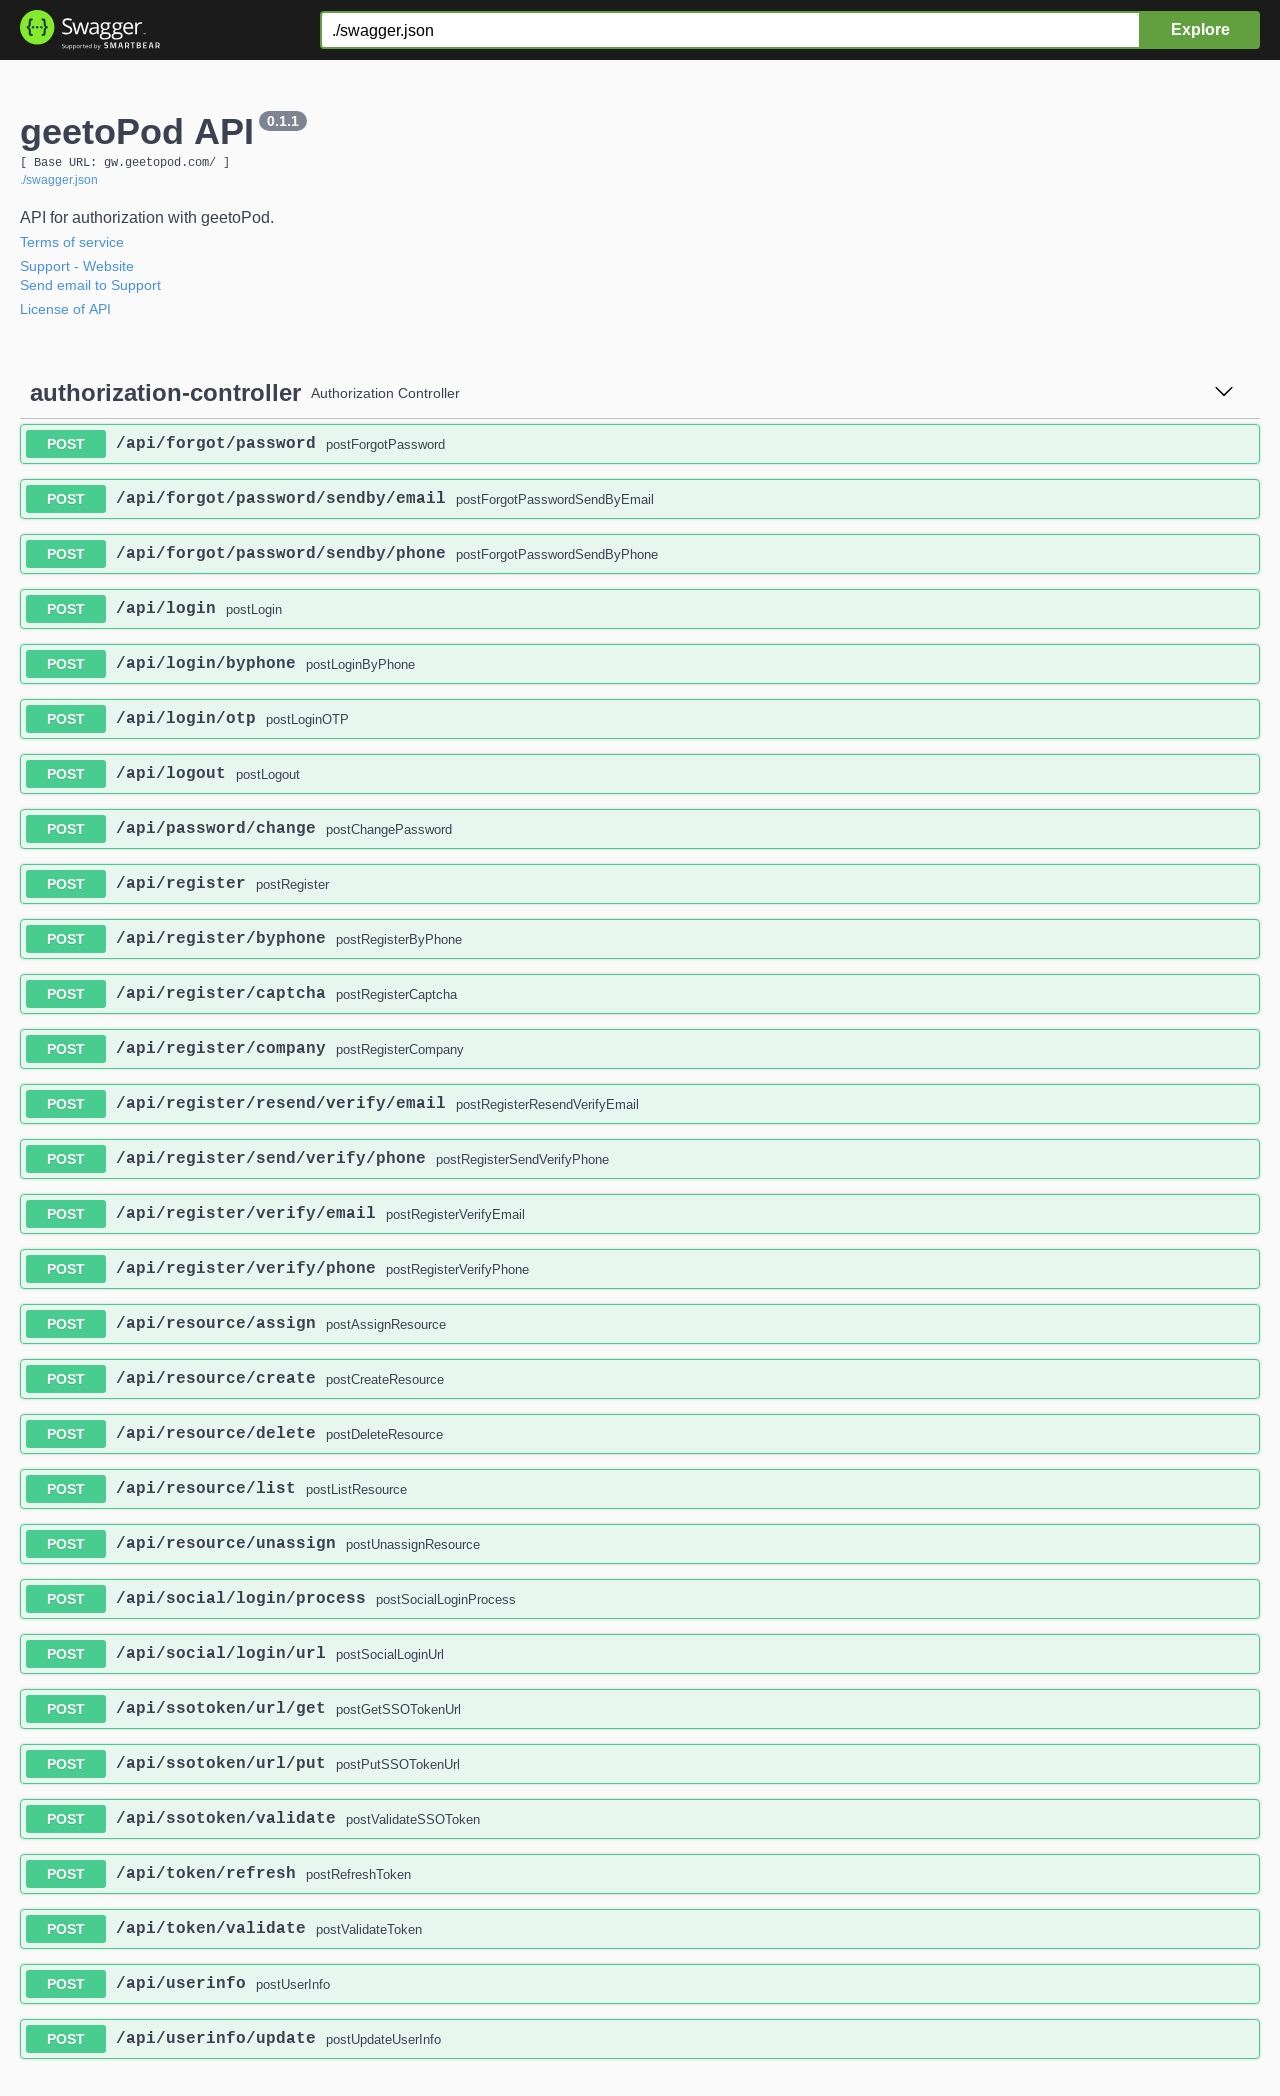 Swagger
Supported by SMARTBEAR
./swagger.json
Explore
geetoPod API 0.1.1
[ Base URL: gw.geetopod.com/ ]
./swagger.json
API for authorization with geetoPod.
Terms of service
Support - Website
Send email to Support
License of API
authorization-controller Authorization Controller
POST /api/forgot/password postForgotPassword
POST /api/forgot/password/sendby/email postForgotPasswordSendByEmail
POST /api/forgot/password/sendby/phone postForgotPasswordSendByPhone
POST /api/login postLogin
POST /api/login/byphone postLoginByPhone
POST /api/login/otp postLoginOTP
POST /api/logout postLogout
POST /api/password/change postChangePassword
POST /api/register postRegister
POST /api/register/byphone postRegisterByPhone
POST /api/register/captcha postRegisterCaptcha
POST /api/register/company postRegisterCompany
POST /api/register/resend/verify/email postRegisterResendVerifyEmail
POST /api/register/send/verify/phone postRegisterSendVerifyPhone
POST /api/register/verify/email postRegisterVerifyEmail
POST /api/register/verify/phone postRegisterVerifyPhone
POST /api/resource/assign postAssignResource
POST /api/resource/create postCreateResource
POST /api/resource/delete postDeleteResource
POST /api/resource/list postListResource
POST /api/resource/unassign postUnassignResource
POST /api/social/login/process postSocialLoginProcess
POST /api/social/login/url postSocialLoginUrl
POST /api/ssotoken/url/get postGetSSOTokenUrl
POST /api/ssotoken/url/put postPutSSOTokenUrl
POST /api/ssotoken/validate postValidateSSOToken
POST /api/token/refresh postRefreshToken
POST /api/token/validate postValidateToken
POST /api/userinfo postUserInfo
POST /api/userinfo/update postUpdateUserInfo